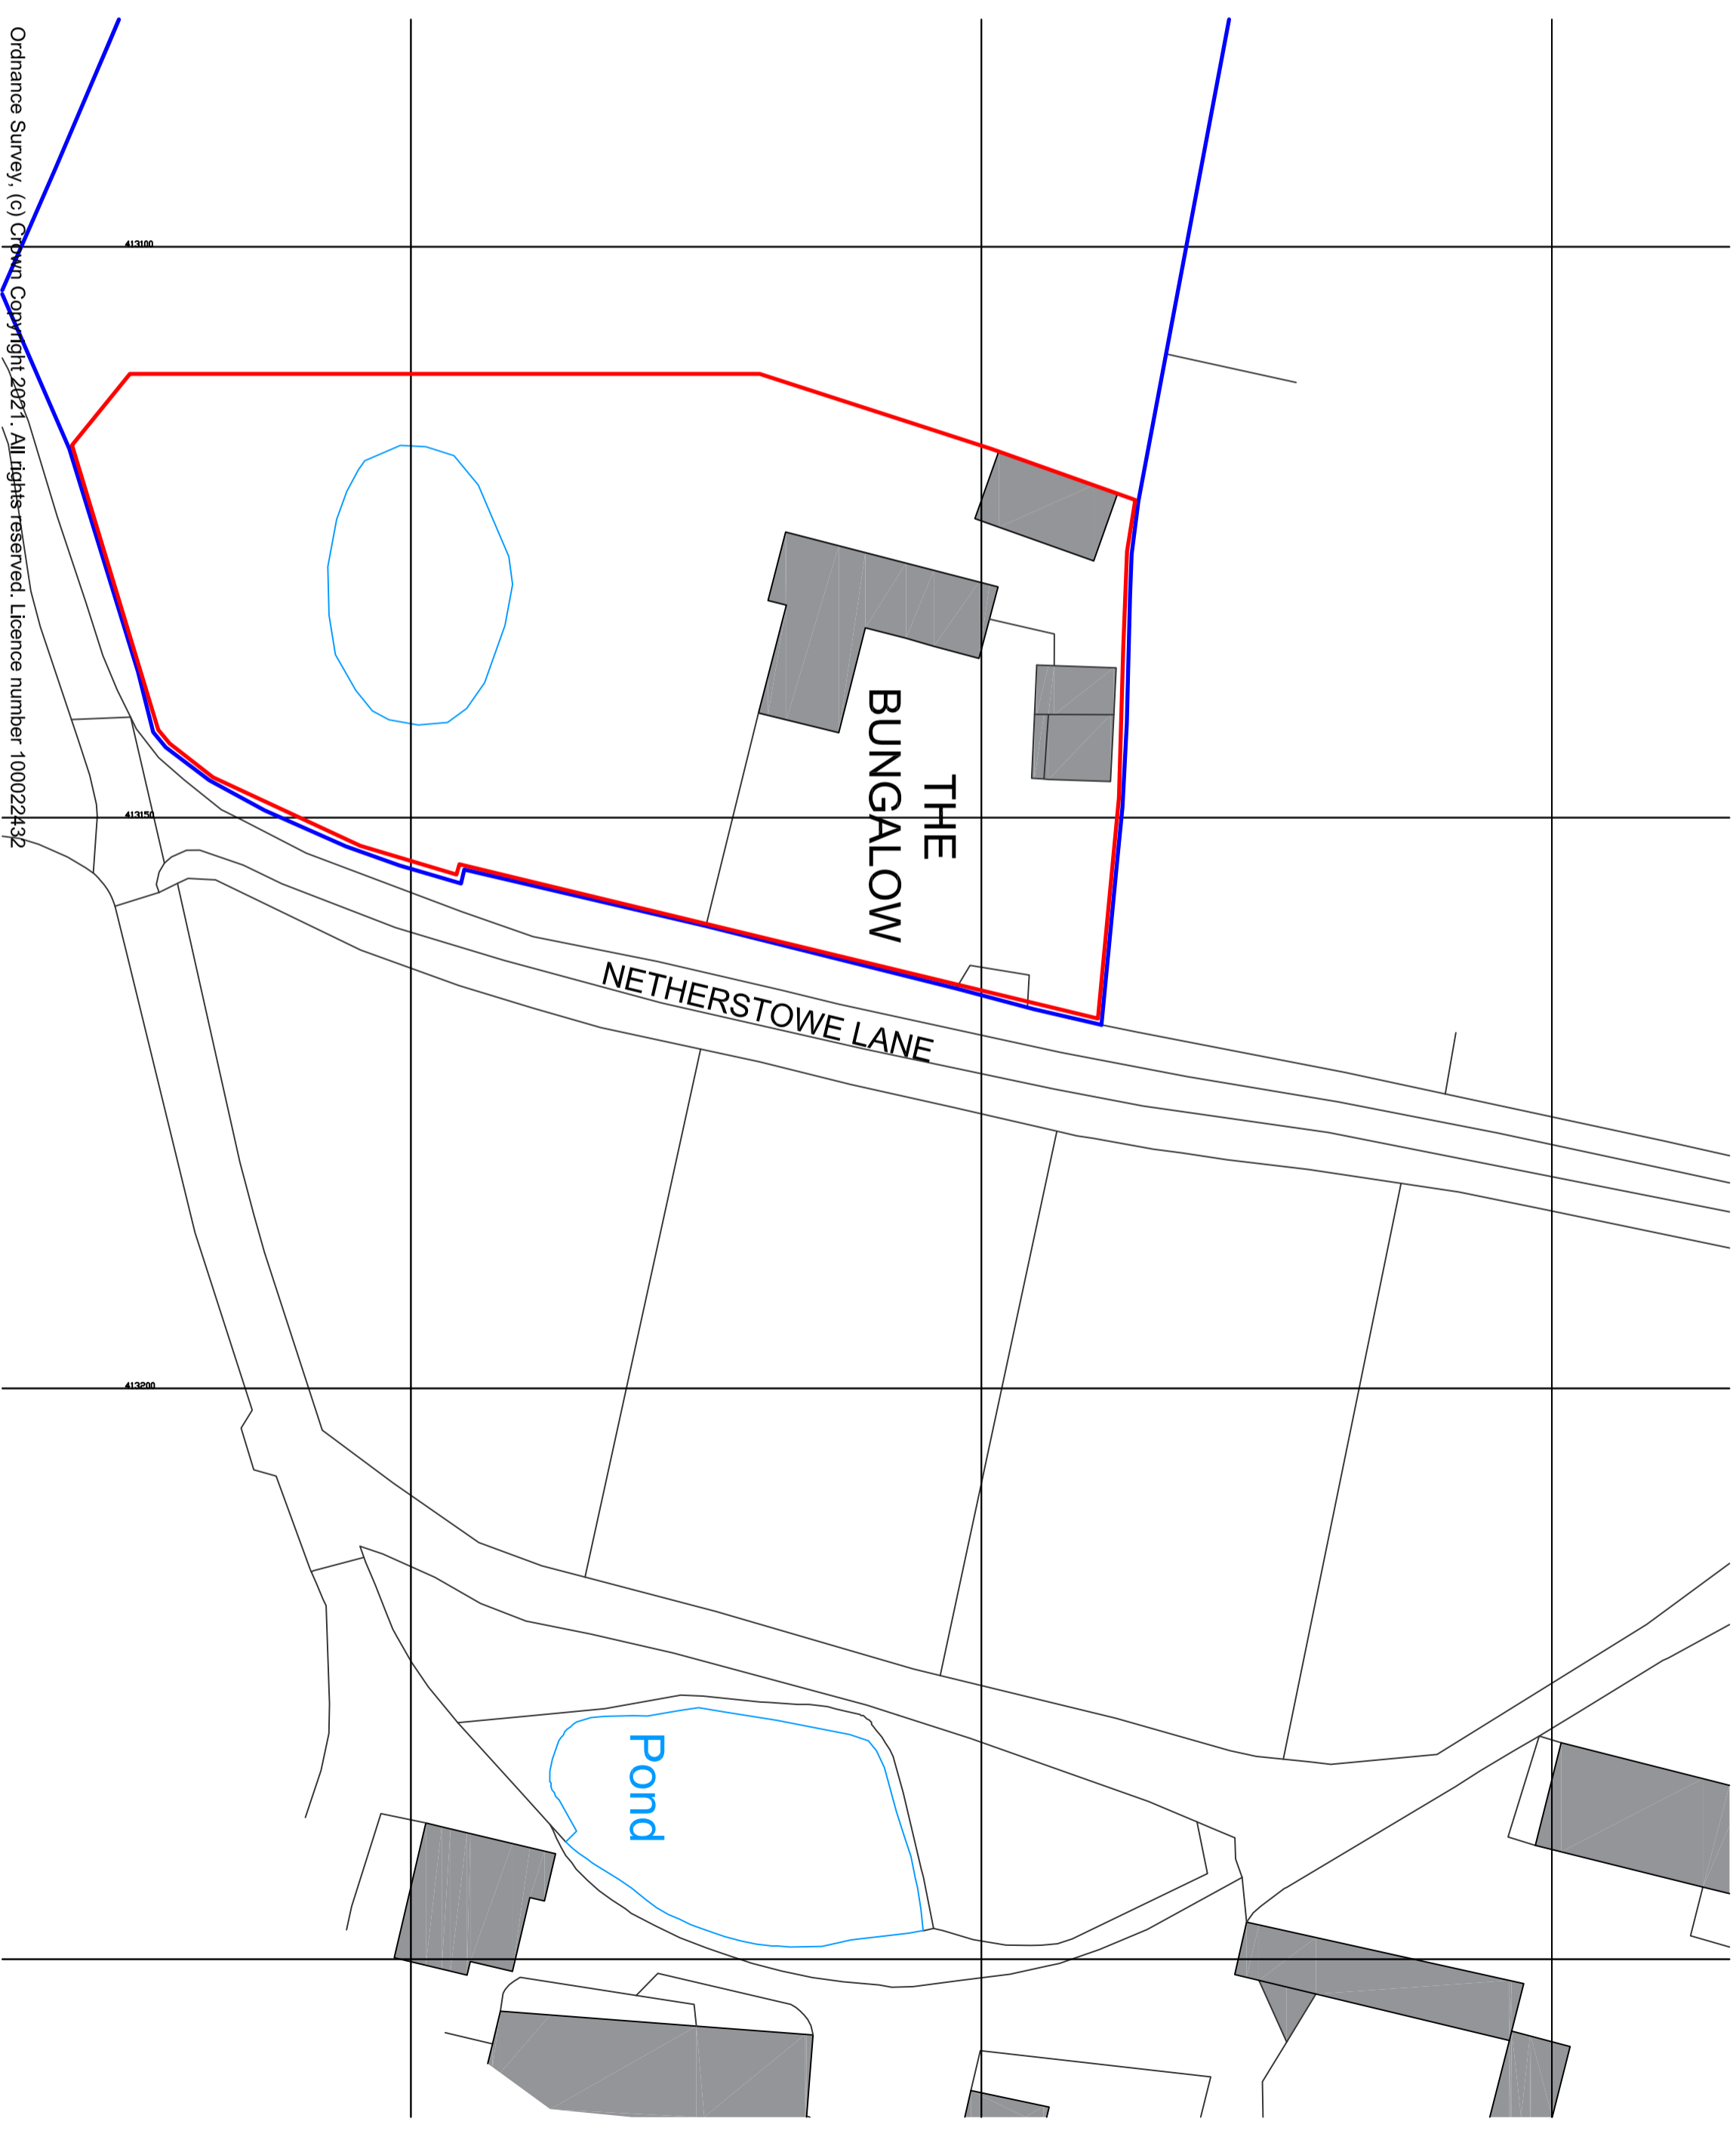 Ordnance Survey, (c) Crown Copyright 2021. All rights reserved. Licence number 100022432
413100
413150
413200
THE
BUNGALOW
NETHERSTOWE LANE
Pond